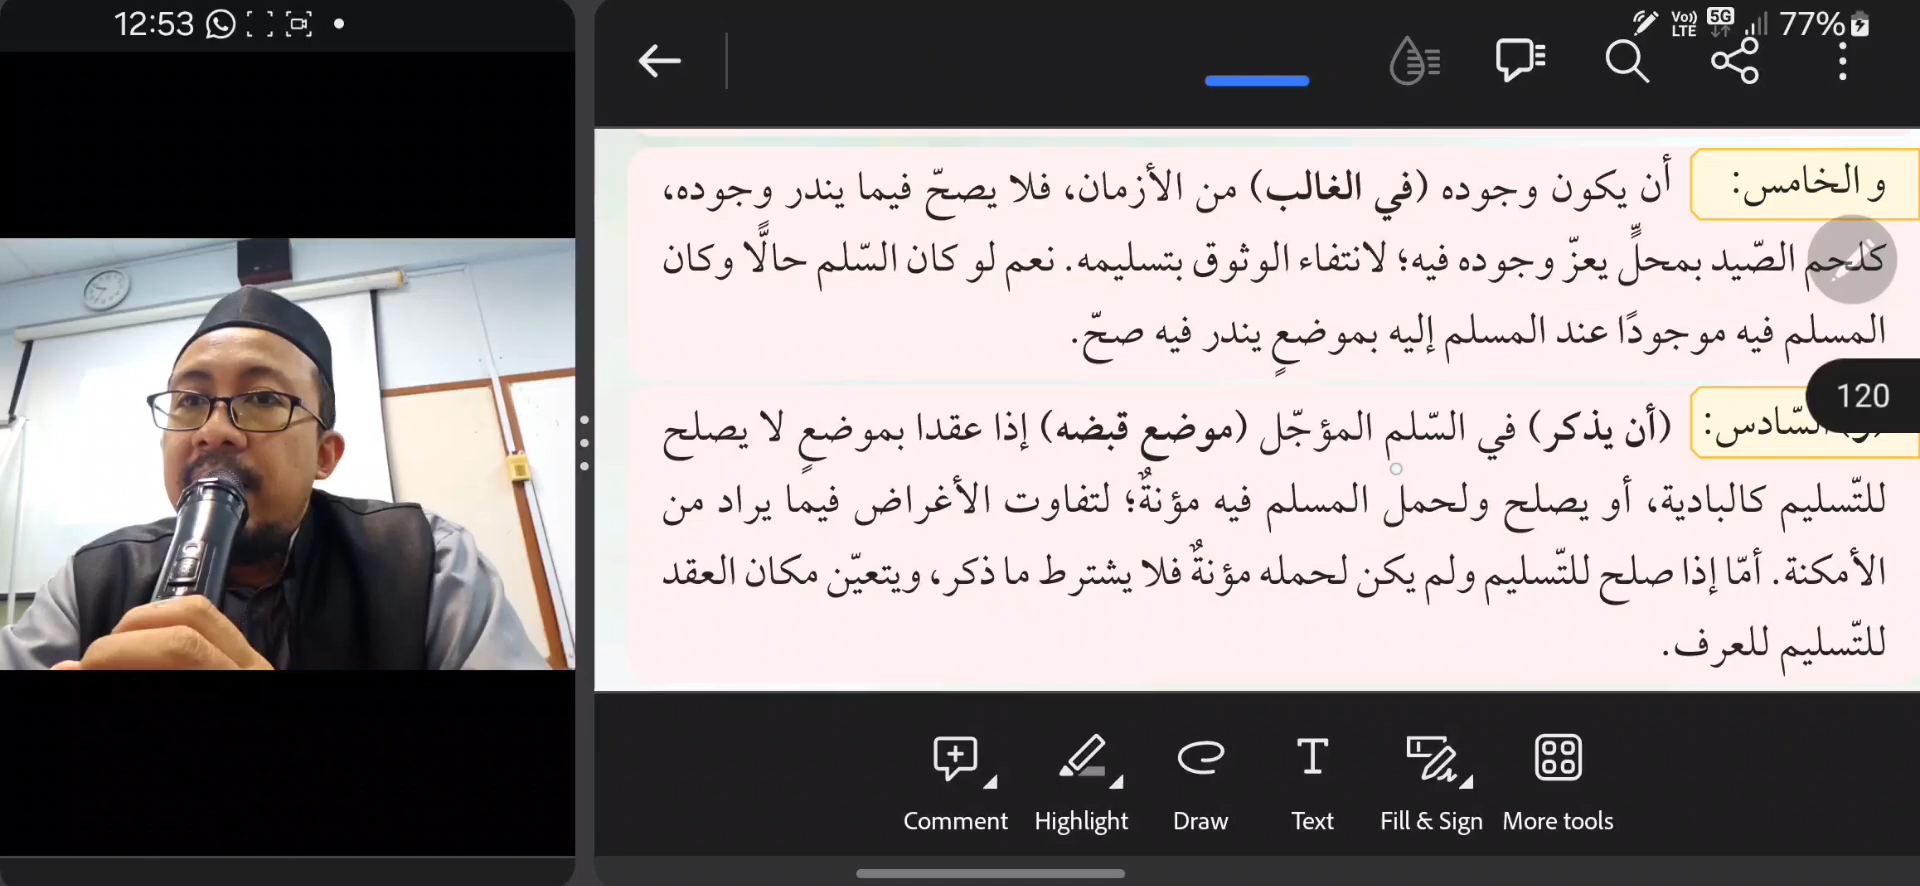 12:53
77%
و الخامس: أن يكون وجوده (في الغالب) من الأزمان، فلا يصحّ فيما يندر وجوده،
كلحم الصّيد بمحلٍّ يعزّ وجوده فيه؛ لانتفاء الوثوق بتسليمه. نعم لو كان السّلم حالًّا وكان
المسلم فيه موجودًا عند المسلم إليه بموضعٍ يندر فيه صحّ.
120
السّادس: (أن يذكر) في السّلم المؤجّل (موضع قبضه) إذا عقدا بموضعٍ لا يصلح
للتّسليم كالبادية، أو يصلح ولحمل المسلم فيه مؤنةٌ؛ لتفاوت الأغراض فيما يراد من
الأمكنة. أمّا إذا صلح للتّسليم ولم يكن لحمله مؤنةٌ فلا يشترط ما ذكر، ويتعيّن مكان العقد
للتّسليم للعرف.
Comment Highlight Draw Text Fill & Sign More tools